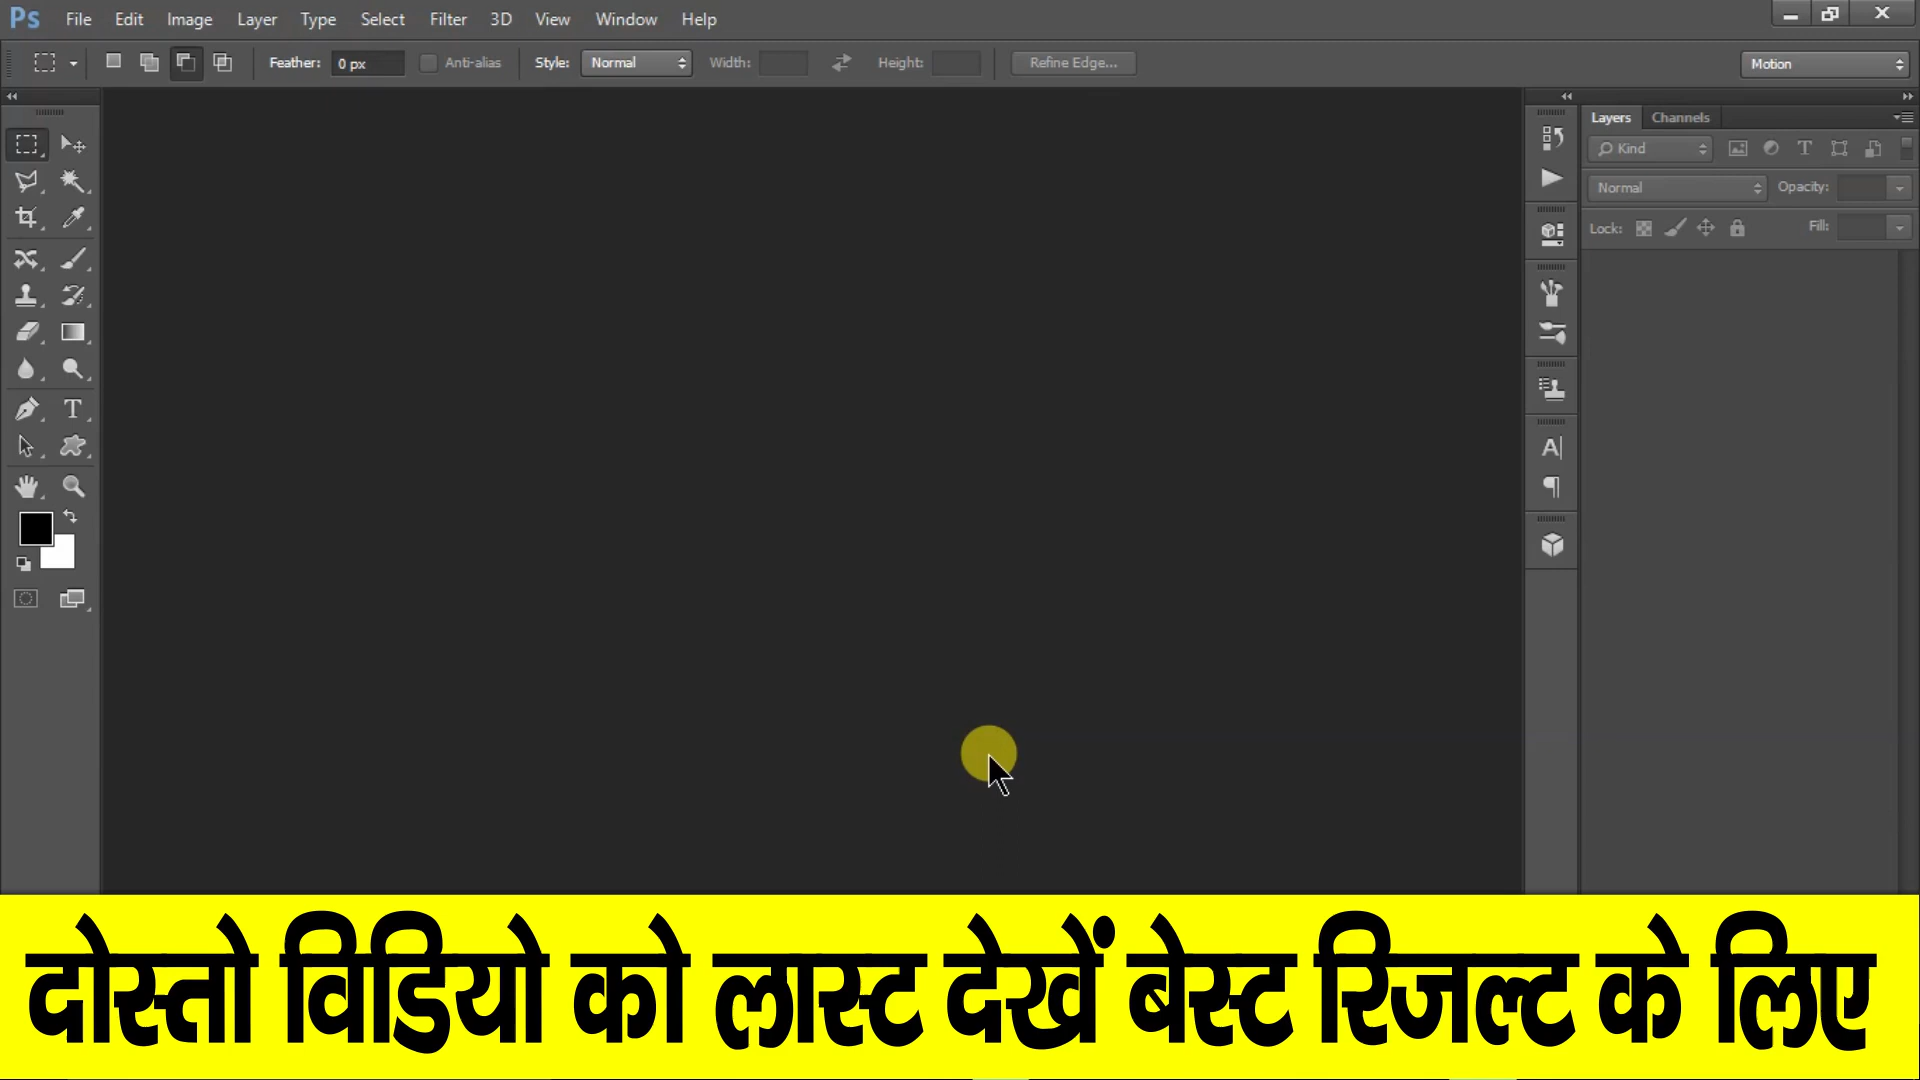 Ps File Edit Image Layer Type Select Filter 3D View Window Help
Feather: 0 px Anti-alias Style: Normal Width: Height: Refine Edge... Motion
Layers Channels
Kind
Normal Opacity:
Lock: Fill:
दोस्तो विडियो को लास्ट देखें बेस्ट रिजल्ट के लिए